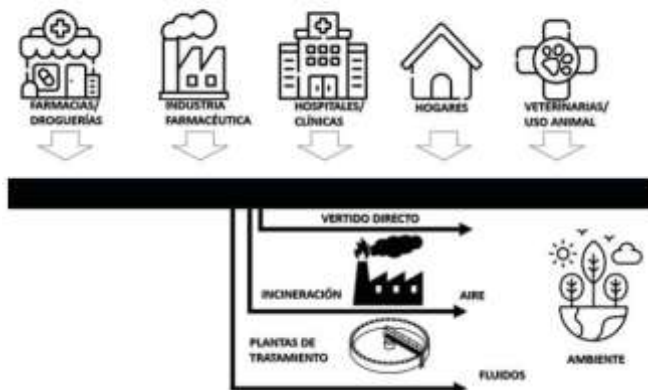 FARMACIAS/
DROGUERÍAS
INDUSTRIA
FARMACÉUTICA
HOSPITALES/
CLÍNICAS
HOGARES
VETERINARIAS/
USO ANIMAL
VERTIDO DIRECTO
INCINERACIÓN
AIRE
PLANTAS DE
TRATAMIENTO
AMBIENTE
FLUIDOS